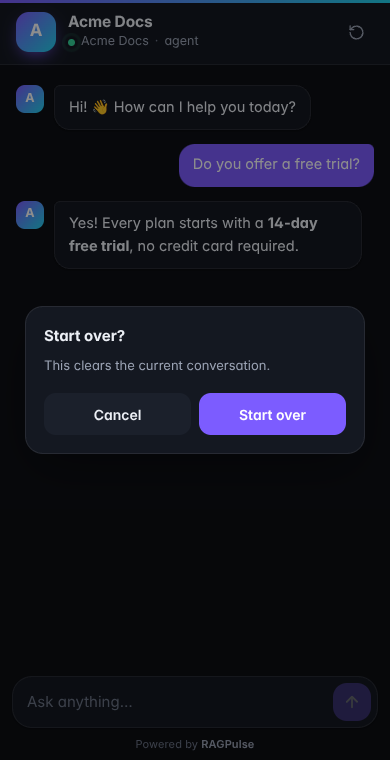 A
Acme Docs
Acme Docs · agent
A
Hi! 👋 How can I help you today?
Do you offer a free trial?
A
Yes! Every plan starts with a 14-day
free trial, no credit card required.
Start over?
This clears the current conversation.
Cancel
Start over
Ask anything...
Powered by RAGPulse